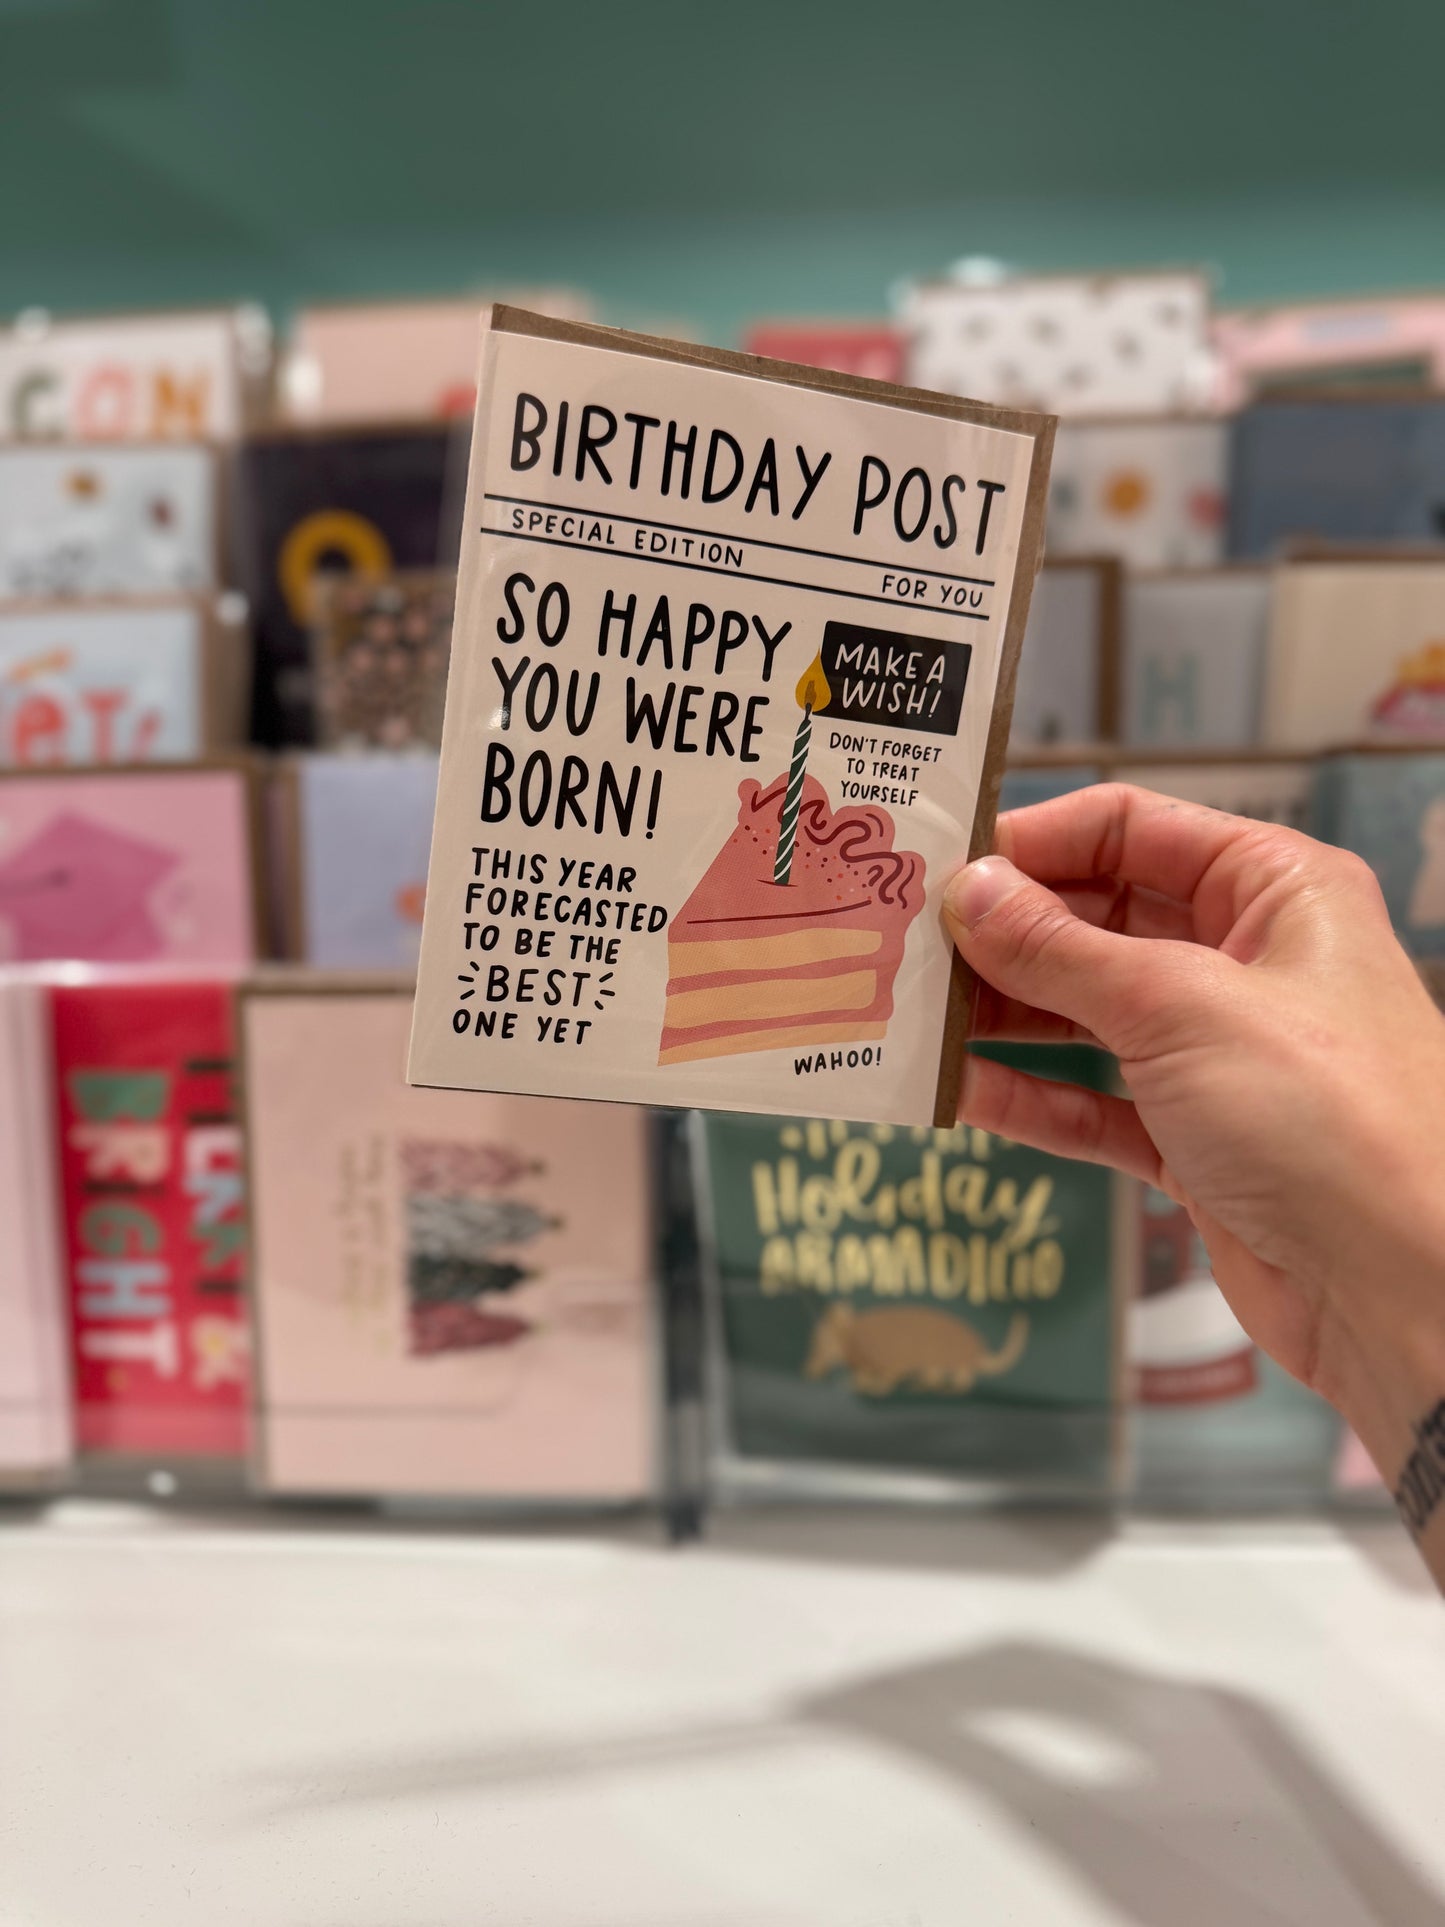 BIRTHDAY POST
SPECIAL EDITION
FOR YOU
SO HAPPY
YOU WERE
BORN!
MAKE A
WISH!
DON'T FORGET
TO TREAT
YOURSELF
THIS YEAR
FORECASTED
TO BE THE
BEST
ONE YET
WAHOO!
Holiday
ARMADILLO
BRIGHT